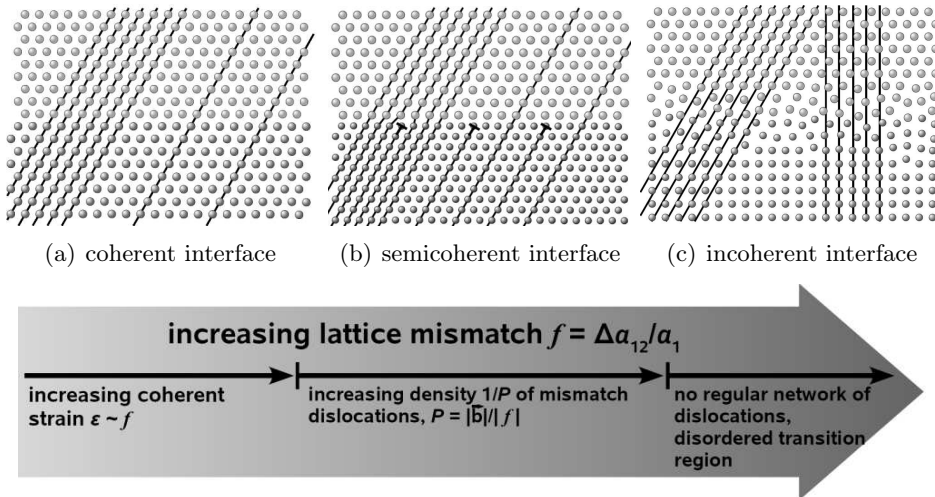 (a) coherent interface
(b) semicoherent interface
(c) incoherent interface
increasing lattice mismatch f = Δa₁₂/a₁
increasing coherent
strain ε ~ f
increasing density 1/P of mismatch
dislocations, P = |b̄|/|f|
no regular network of
dislocations,
disordered transition
region